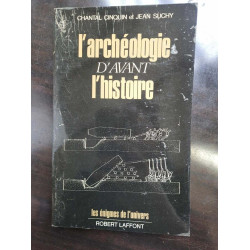 CHANTAL CINQUIN et JEAN SUCHY
l'archéologie
D'AVANT
l'histoire
les énigmes de l'univers
ROBERT LAFFONT